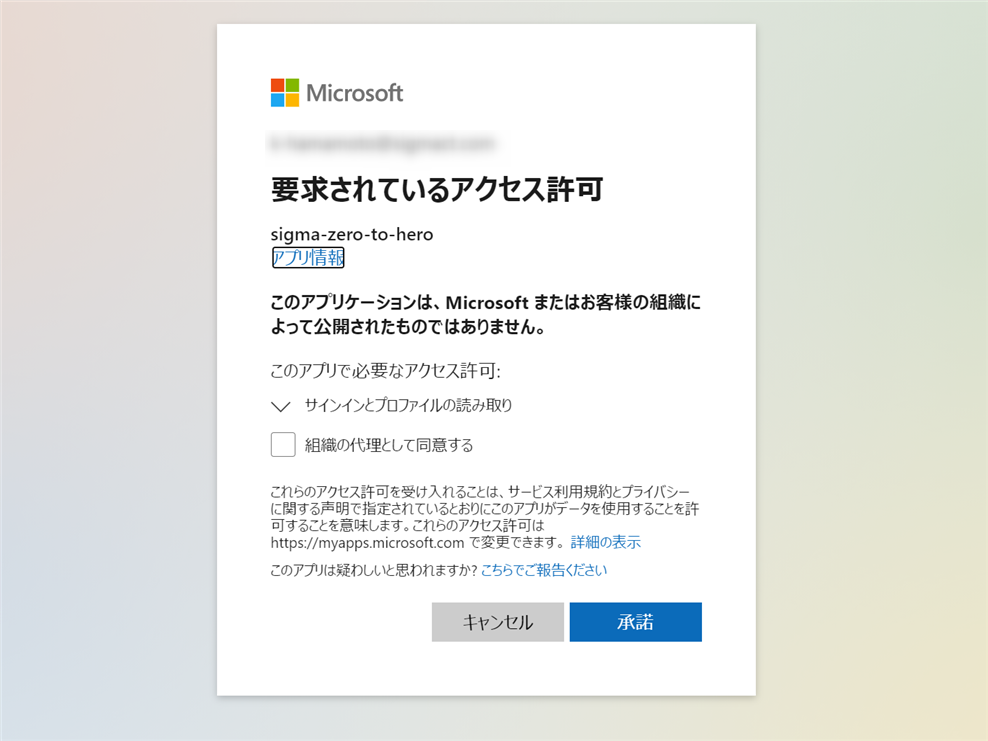 Microsoft
要求されているアクセス許可
sigma-zero-to-hero
アプリ情報
このアプリケーションは、Microsoft またはお客様の組織に
よって公開されたものではありません。
このアプリで必要なアクセス許可:
サインインとプロファイルの読み取り
組織の代理として同意する
これらのアクセス許可を受け入れることは、サービス利用規約とプライバシー
に関する声明で指定されているとおりにこのアプリがデータを使用することを許
可することを意味します。これらのアクセス許可は
https://myapps.microsoft.com で変更できます。 詳細の表示
このアプリは疑わしいと思われますか? こちらでご報告ください
キャンセル 承諾